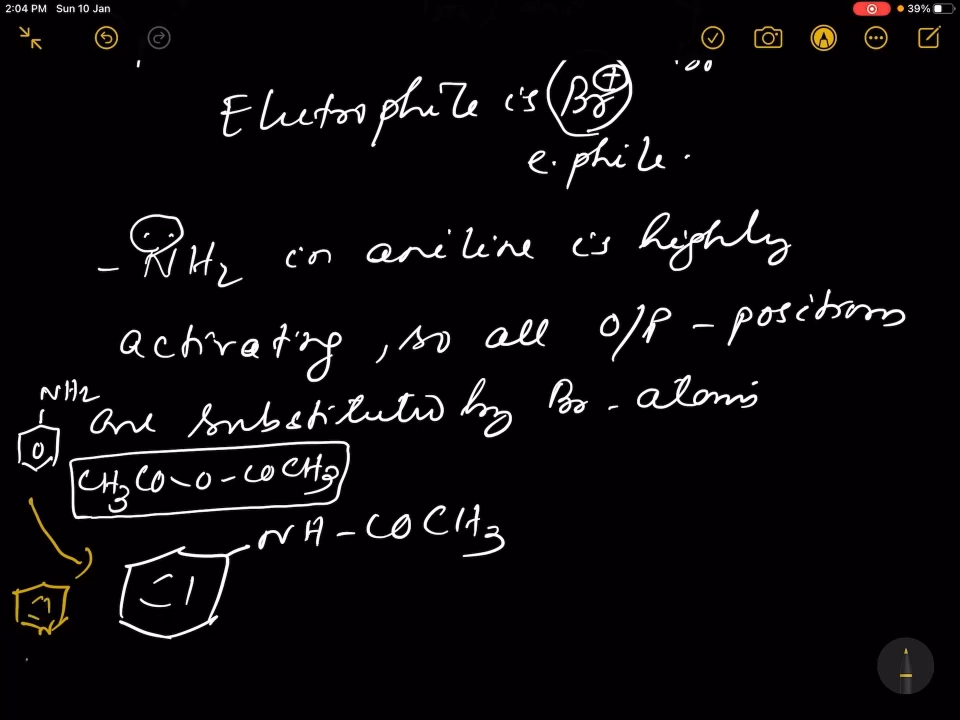 2:04 PM Sun 10 Jan
39%
Electrophile is Br⊕
e.phile.
- N̈H2 in aniline is highly
activating, so all O/P - positions
NH2
are substituted by Br - atoms
CH3CO-O-COCH3
NH-COCH3